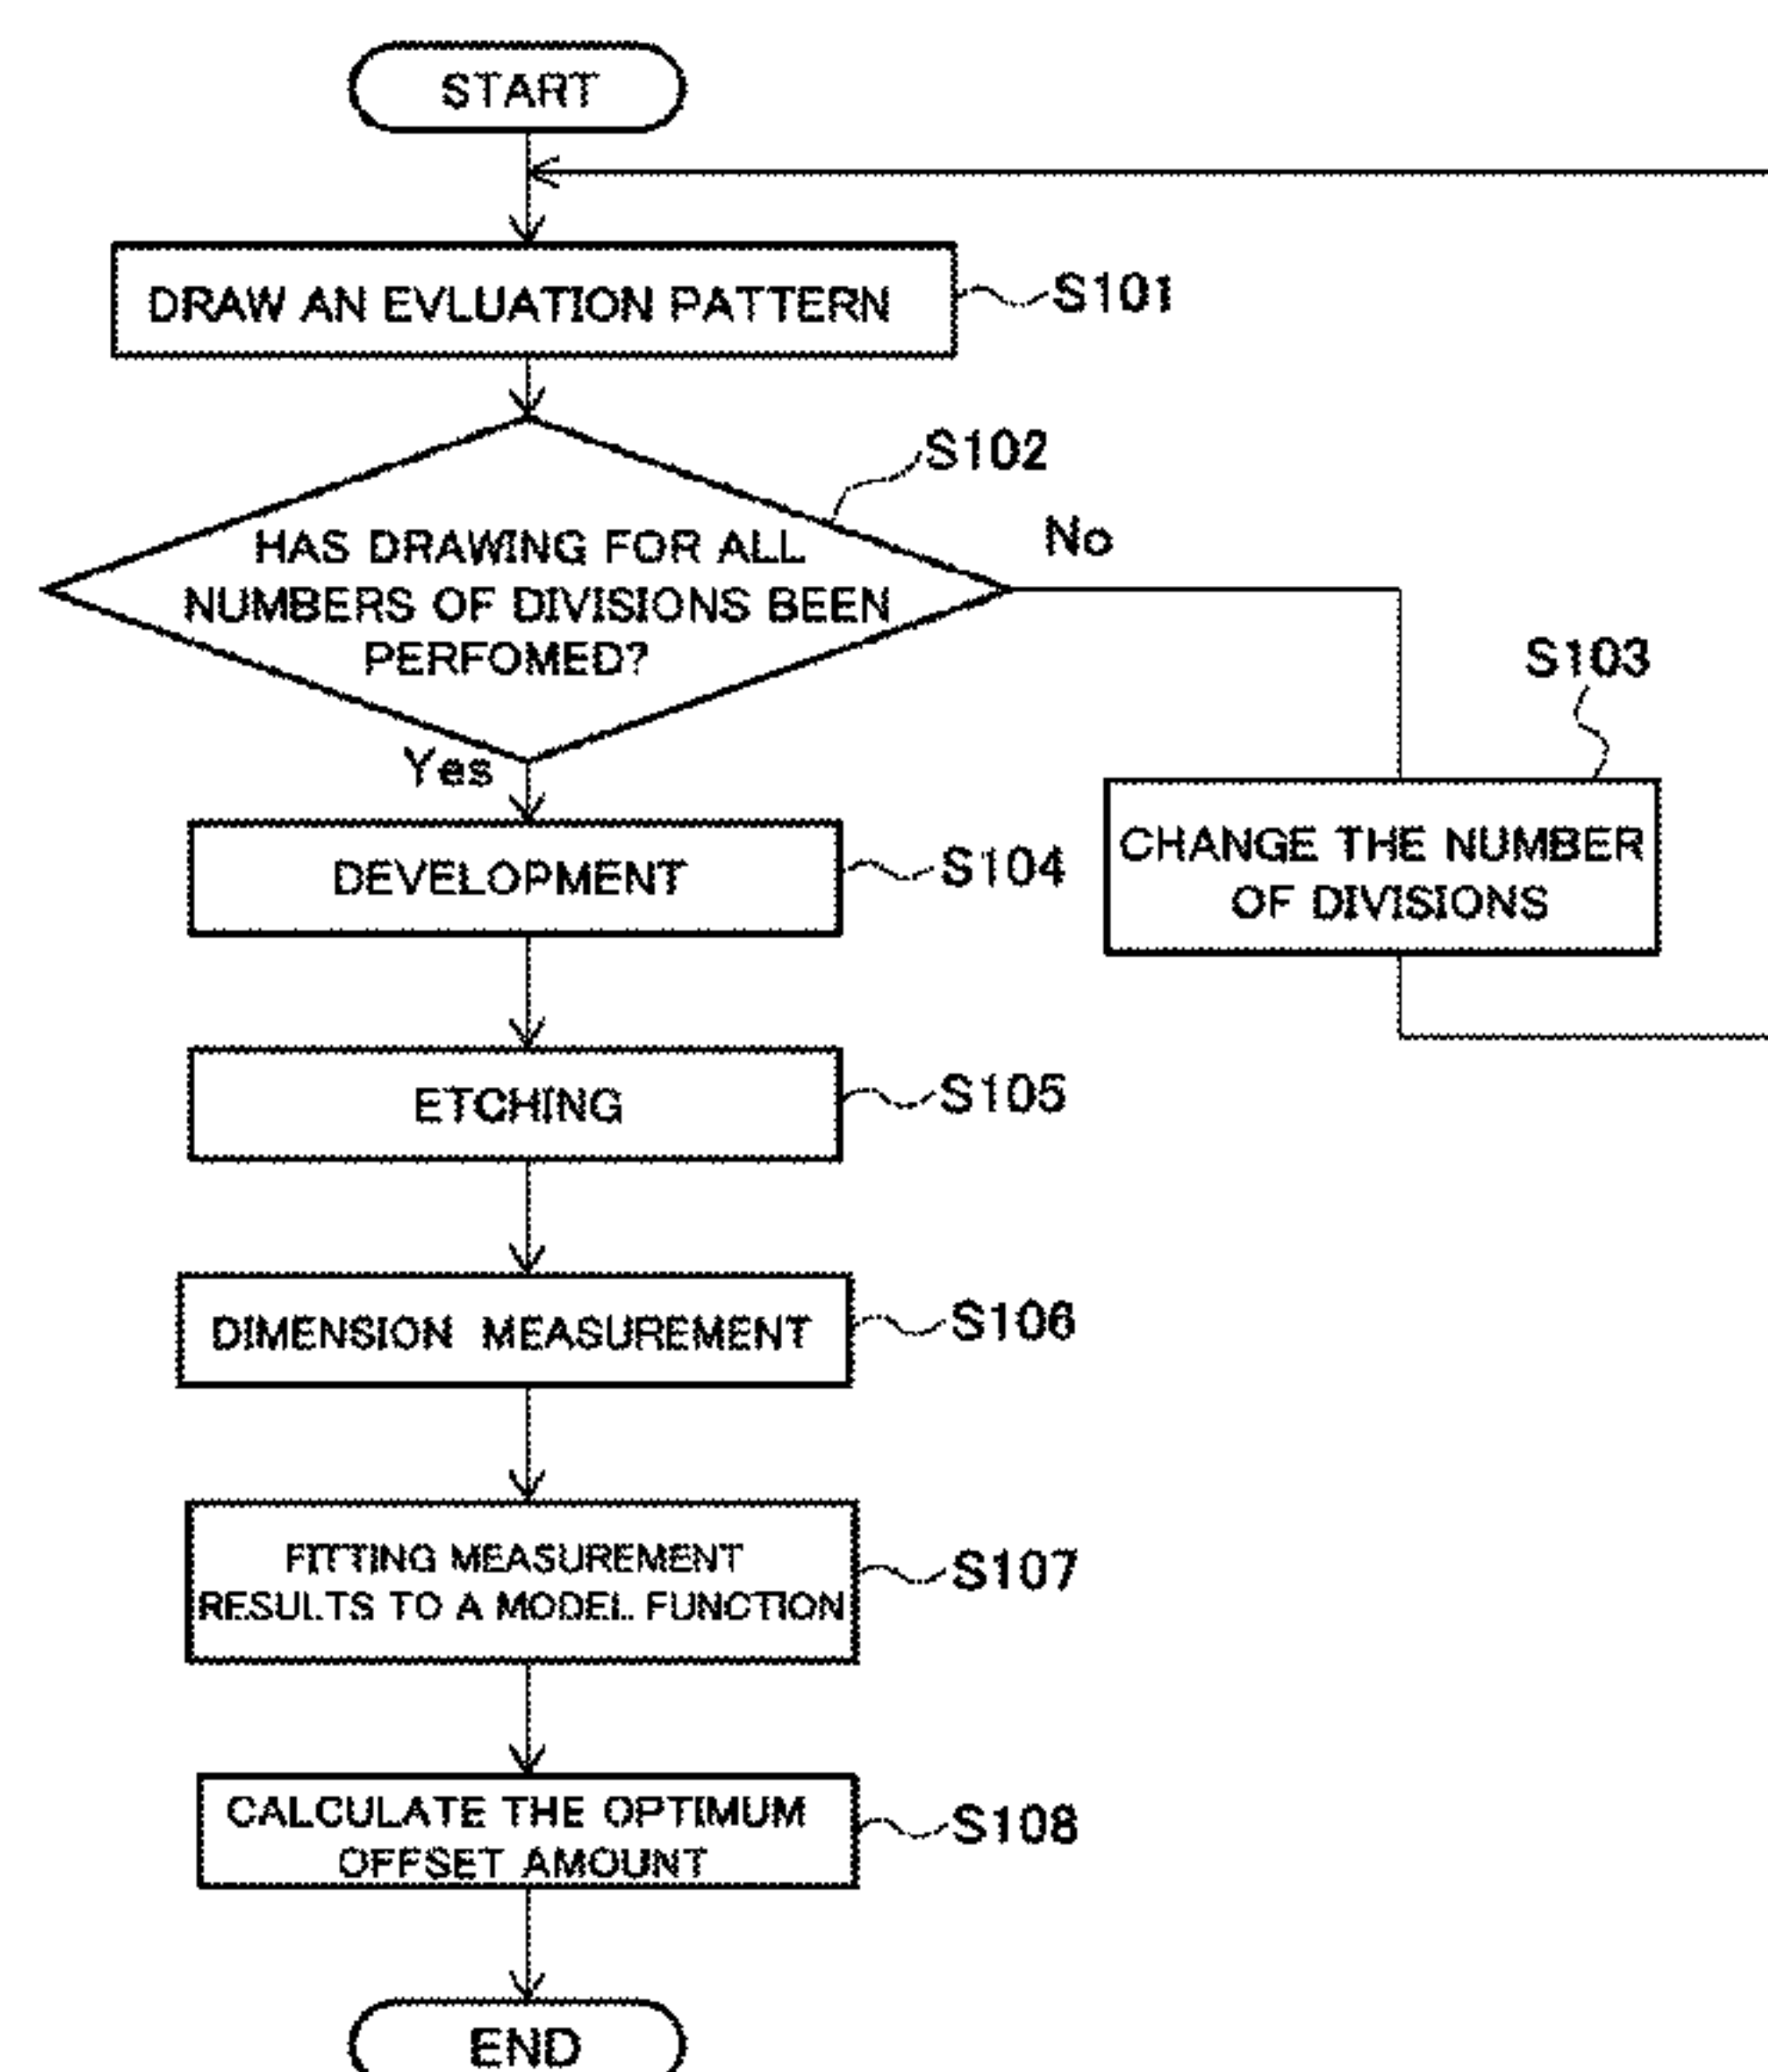 START
DRAW AN EVLUATION PATTERN
S101
S102
HAS DRAWING FOR ALL
NUMBERS OF DIVISIONS BEEN
PERFOMED?
No
Yes
S103
CHANGE THE NUMBER
OF DIVISIONS
DEVELOPMENT
S104
ETCHING
S105
DIMENSION MEASUREMENT
S106
FITTING MEASUREMENT
RESULTS TO A MODEL FUNCTION
S107
CALCULATE THE OPTIMUM
OFFSET AMOUNT
S108
END